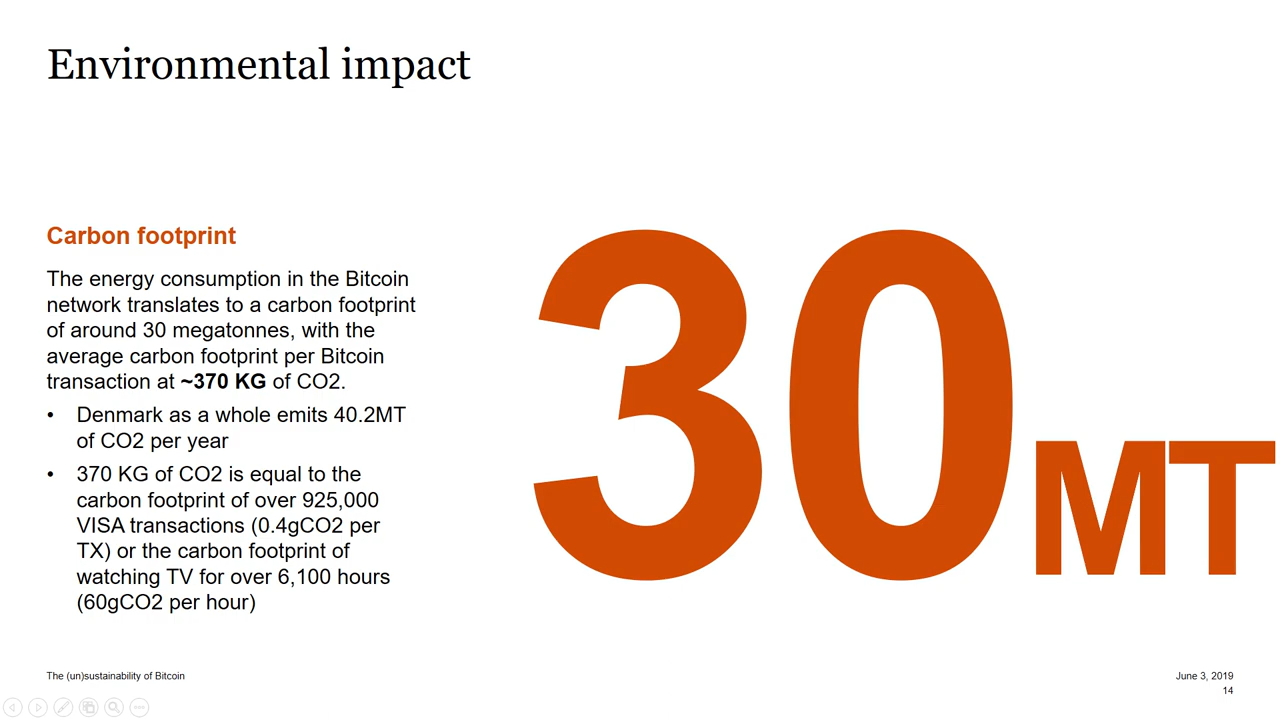 Environmental impact
Carbon footprint
The energy consumption in the Bitcoin
network translates to a carbon footprint
of around 30 megatonnes, with the
average carbon footprint per Bitcoin
transaction at ~370 KG of CO2.
• Denmark as a whole emits 40.2MT
of CO2 per year
• 370 KG of CO2 is equal to the
carbon footprint of over 925,000
VISA transactions (0.4gCO2 per
TX) or the carbon footprint of
watching TV for over 6,100 hours
(60gCO2 per hour)
30MT
The (un)sustainability of Bitcoin
June 3, 2019
14